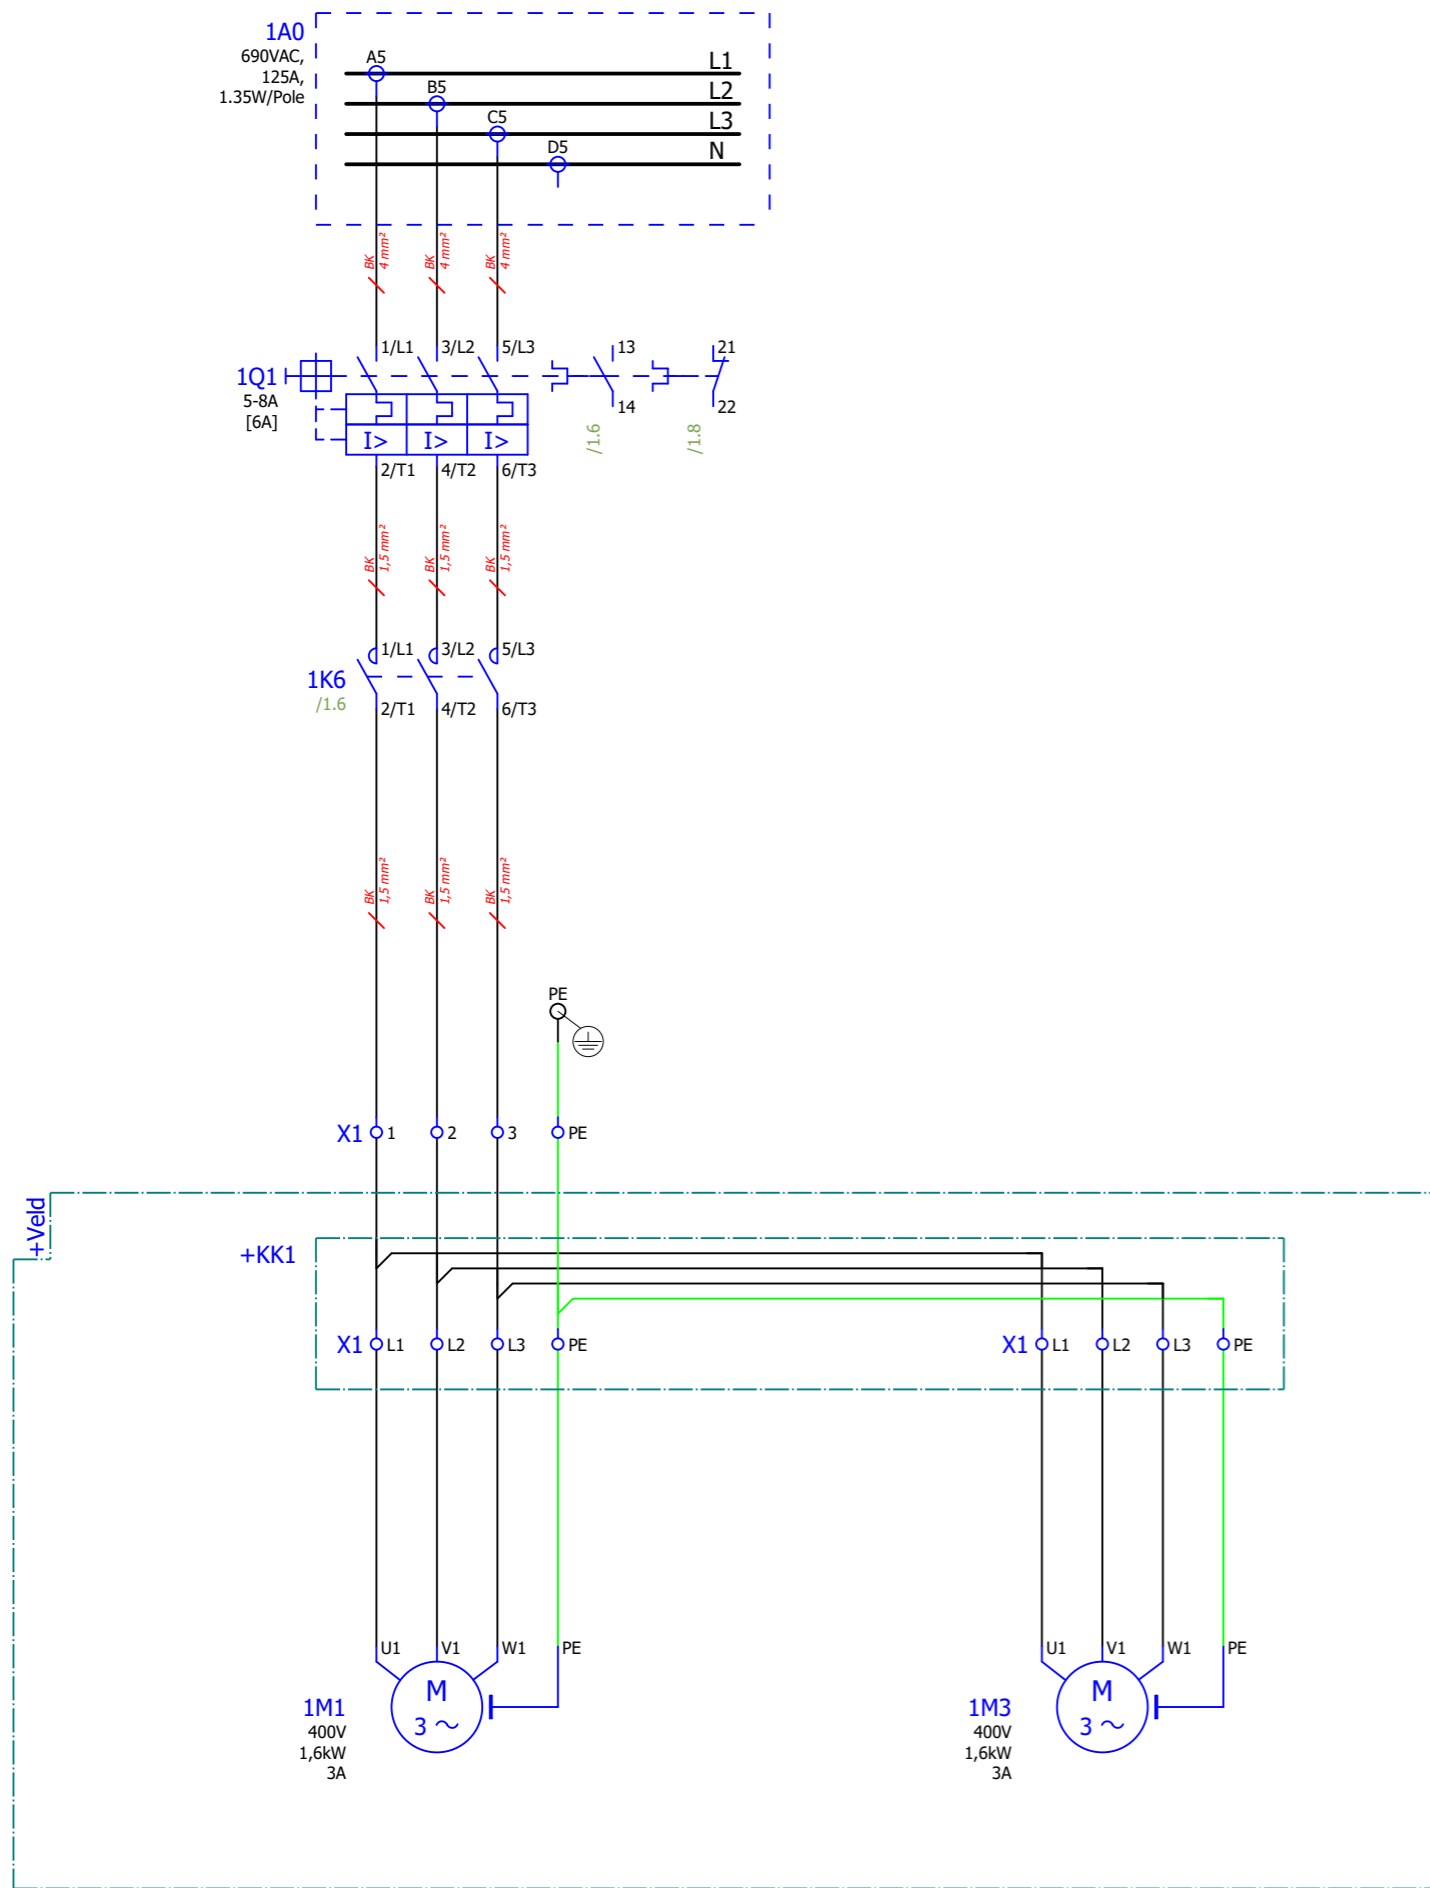 1A0
690VAC,
125A,
1.35W/Pole
A5
L1
B5
L2
C5
L3
D5
N
BK
4 mm²
BK
4 mm²
BK
4 mm²
1/L1
3/L2
5/L3
13
21
1Q1
5-8A
[6A]
14
22
I>
I>
I>
/1.6
/1.8
2/T1
4/T2
6/T3
BK
1,5 mm²
BK
1,5 mm²
BK
1,5 mm²
1/L1
3/L2
5/L3
1K6
/1.6
2/T1
4/T2
6/T3
BK
1,5 mm²
BK
1,5 mm²
BK
1,5 mm²
PE
X1
1
2
3
PE
+Veld
+KK1
X1
L1
L2
L3
PE
X1
L1
L2
L3
PE
U1
V1
W1
PE
U1
V1
W1
PE
1M1
400V
1,6kW
3A
M
3 ~
1M3
400V
1,6kW
3A
M
3 ~